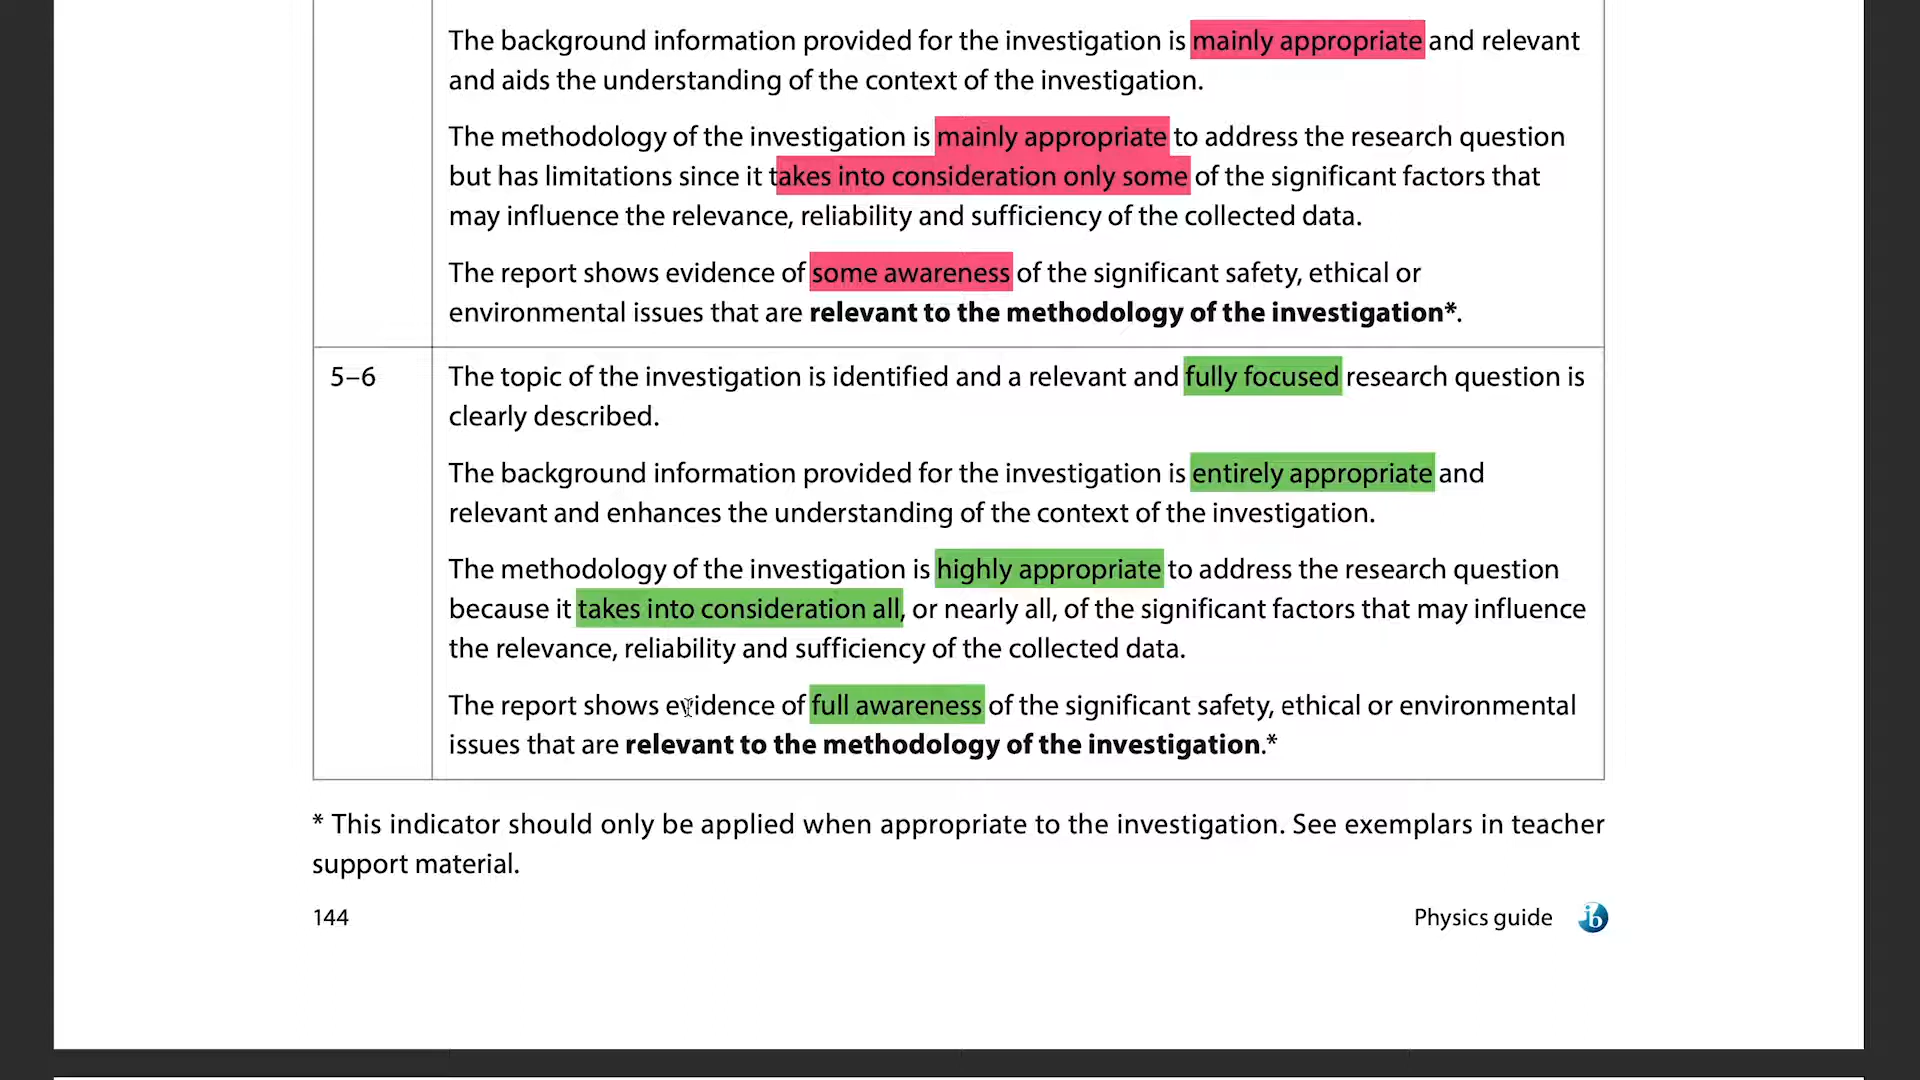 The background information provided for the investigation is mainly appropriate and relevant
and aids the understanding of the context of the investigation.
The methodology of the investigation is mainly appropriate to address the research question
but has limitations since it takes into consideration only some of the significant factors that
may influence the relevance, reliability and sufficiency of the collected data.
The report shows evidence of some awareness of the significant safety, ethical or
environmental issues that are relevant to the methodology of the investigation*.
5–6
The topic of the investigation is identified and a relevant and fully focused research question is
clearly described.
The background information provided for the investigation is entirely appropriate and
relevant and enhances the understanding of the context of the investigation.
The methodology of the investigation is highly appropriate to address the research question
because it takes into consideration all, or nearly all, of the significant factors that may influence
the relevance, reliability and sufficiency of the collected data.
The report shows evidence of full awareness of the significant safety, ethical or environmental
issues that are relevant to the methodology of the investigation.*
* This indicator should only be applied when appropriate to the investigation. See exemplars in teacher
support material.
144
Physics guide
ib